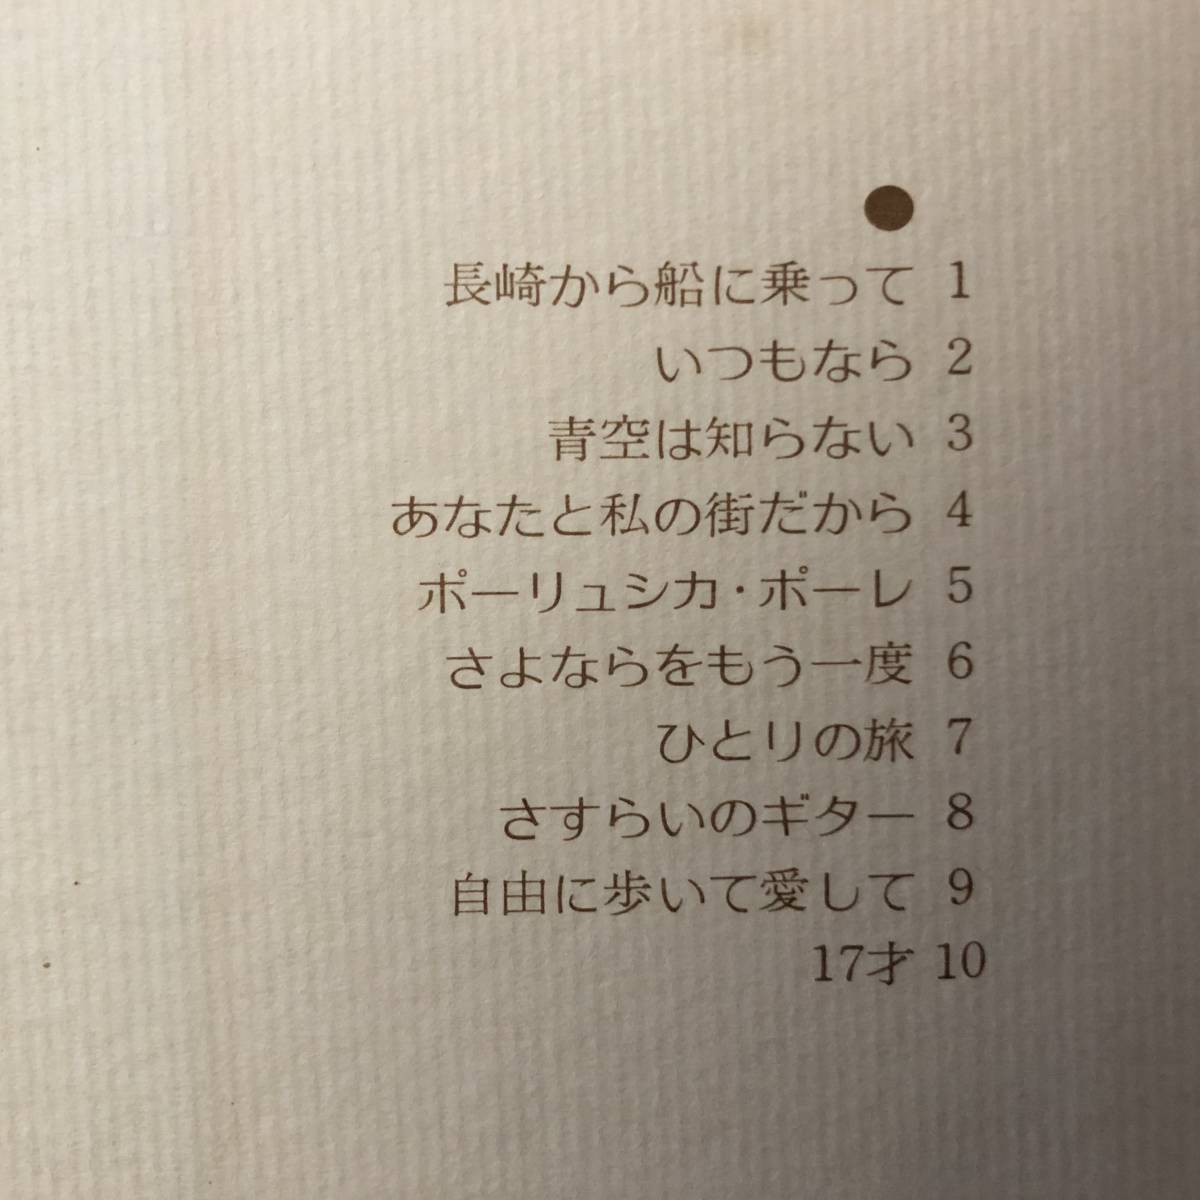 長崎から船に乗って 1
いつもなら 2
青空は知らない 3
あなたと私の街だから 4
ポーリュシカ・ポーレ 5
さよならをもう一度 6
ひとりの旅 7
さすらいのギター 8
自由に歩いて愛して 9
17才 10